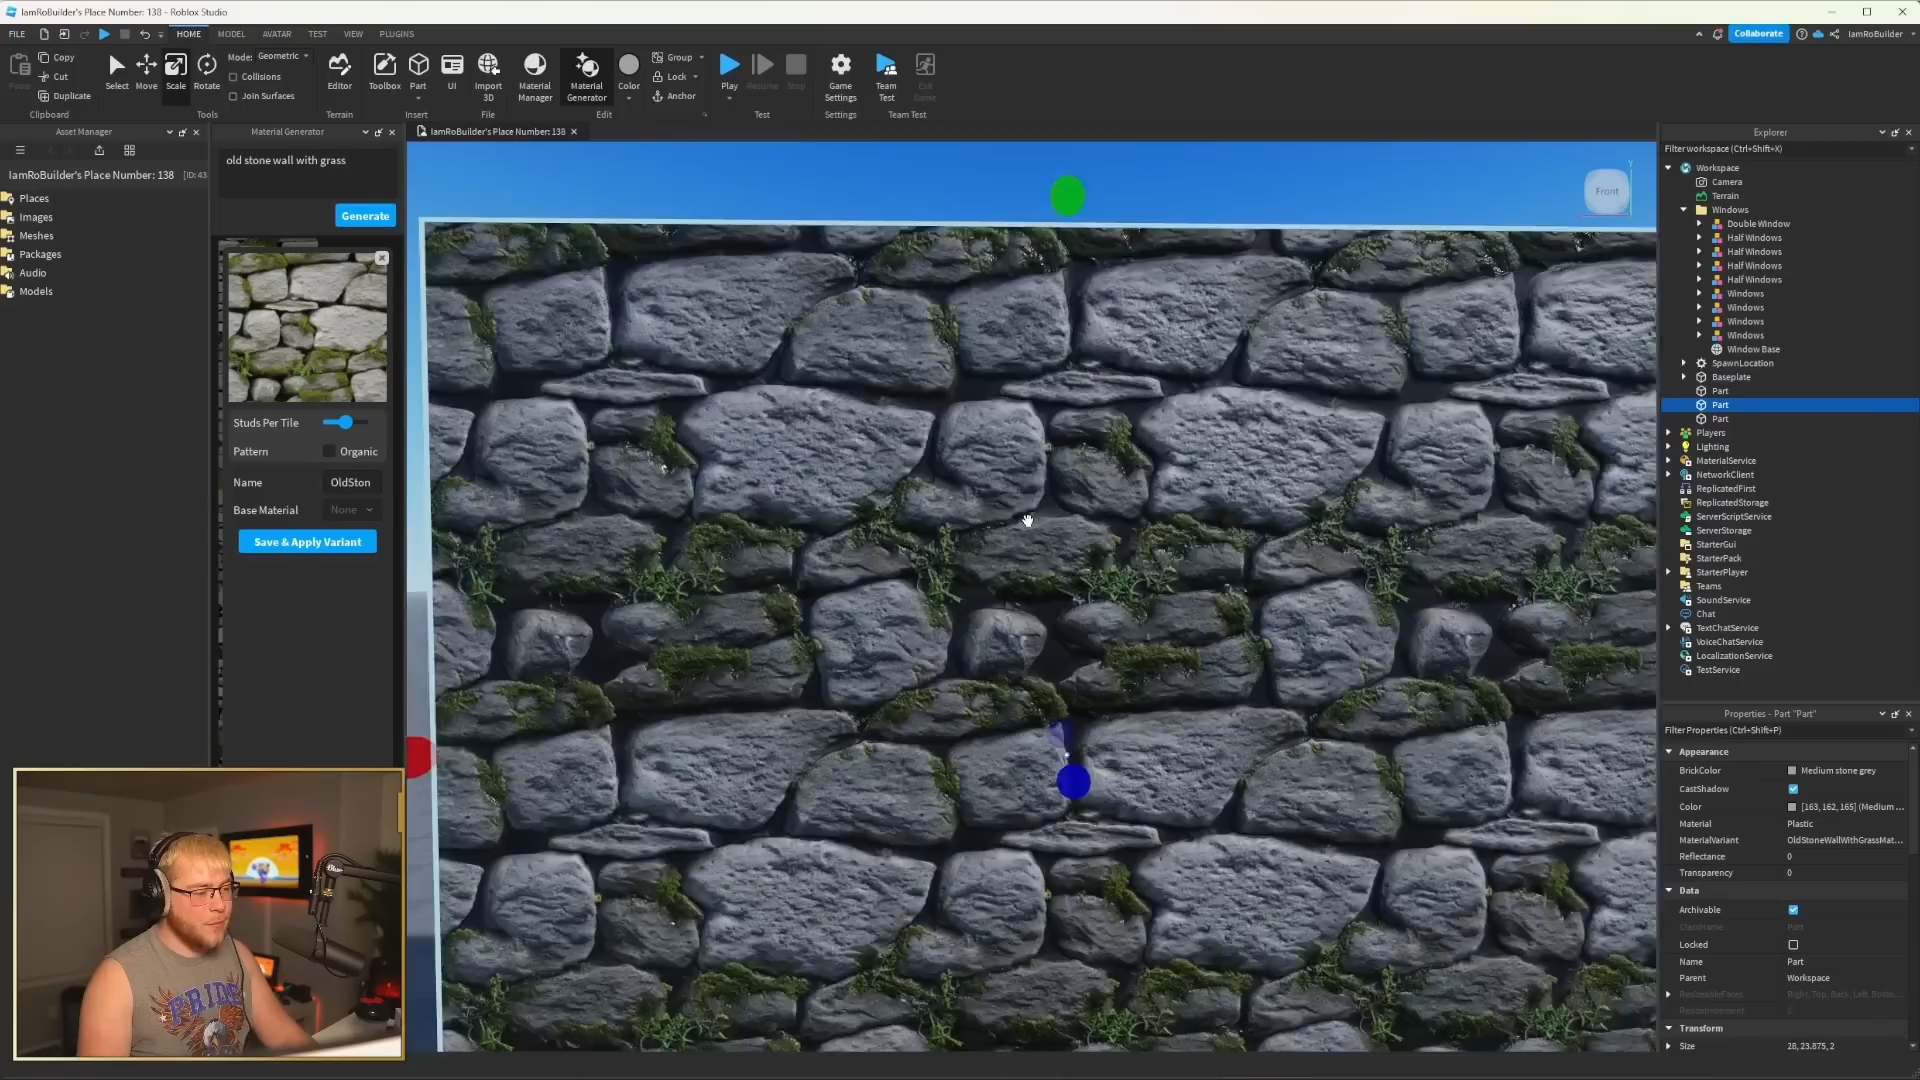 IamRoBuilder's Place Number: 138 - Roblox Studio
FILE HOME MODEL AVATAR TEST VIEW PLUGINS Collaborate IamRoBuilder
Paste Copy Cut Duplicate
Clipboard
Select Move Scale Rotate Mode: Geometric Collisions Join Surfaces
Tools
Editor
Terrain
Toolbox Part UI
Insert
Import 3D
File
Material Manager Material Generator Color
Group Lock Anchor
Edit
Play Resume Stop
Test
Game Settings
Settings
Team Test Exit Game
Team Test
Asset Manager
IamRoBuilder's Place Number: 138 [ID: 43
Places
Images
Meshes
Packages
Audio
Models
Material Generator
old stone wall with grass
Generate
Studs Per Tile
Pattern Organic
Name OldSton
Base Material None
Save & Apply Variant
IamRoBuilder's Place Number: 138
Y
Front
PRIDE
Explorer
Filter workspace (Ctrl+Shift+X)
Workspace
Camera
Terrain
Windows
Double Window
Half Windows
Half Windows
Half Windows
Half Windows
Windows
Windows
Windows
Windows
Window Base
SpawnLocation
Baseplate
Part
Part
Part
Players
Lighting
MaterialService
NetworkClient
ReplicatedFirst
ReplicatedStorage
ServerScriptService
ServerStorage
StarterGui
StarterPack
StarterPlayer
Teams
SoundService
Chat
TextChatService
VoiceChatService
LocalizationService
TestService
Properties - Part "Part"
Filter Properties (Ctrl+Shift+P)
Appearance
BrickColor Medium stone grey
CastShadow
Color [163, 162, 165] (Medium ...
Material Plastic
MaterialVariant OldStoneWallWithGrassMat...
Reflectance 0
Transparency 0
Data
Archivable
ClassName Part
Locked
Name Part
Parent Workspace
ResizeableFaces Right, Top, Back, Left, Botto...
ResizeIncrement 1
Transform
Size 28, 23.875, 2